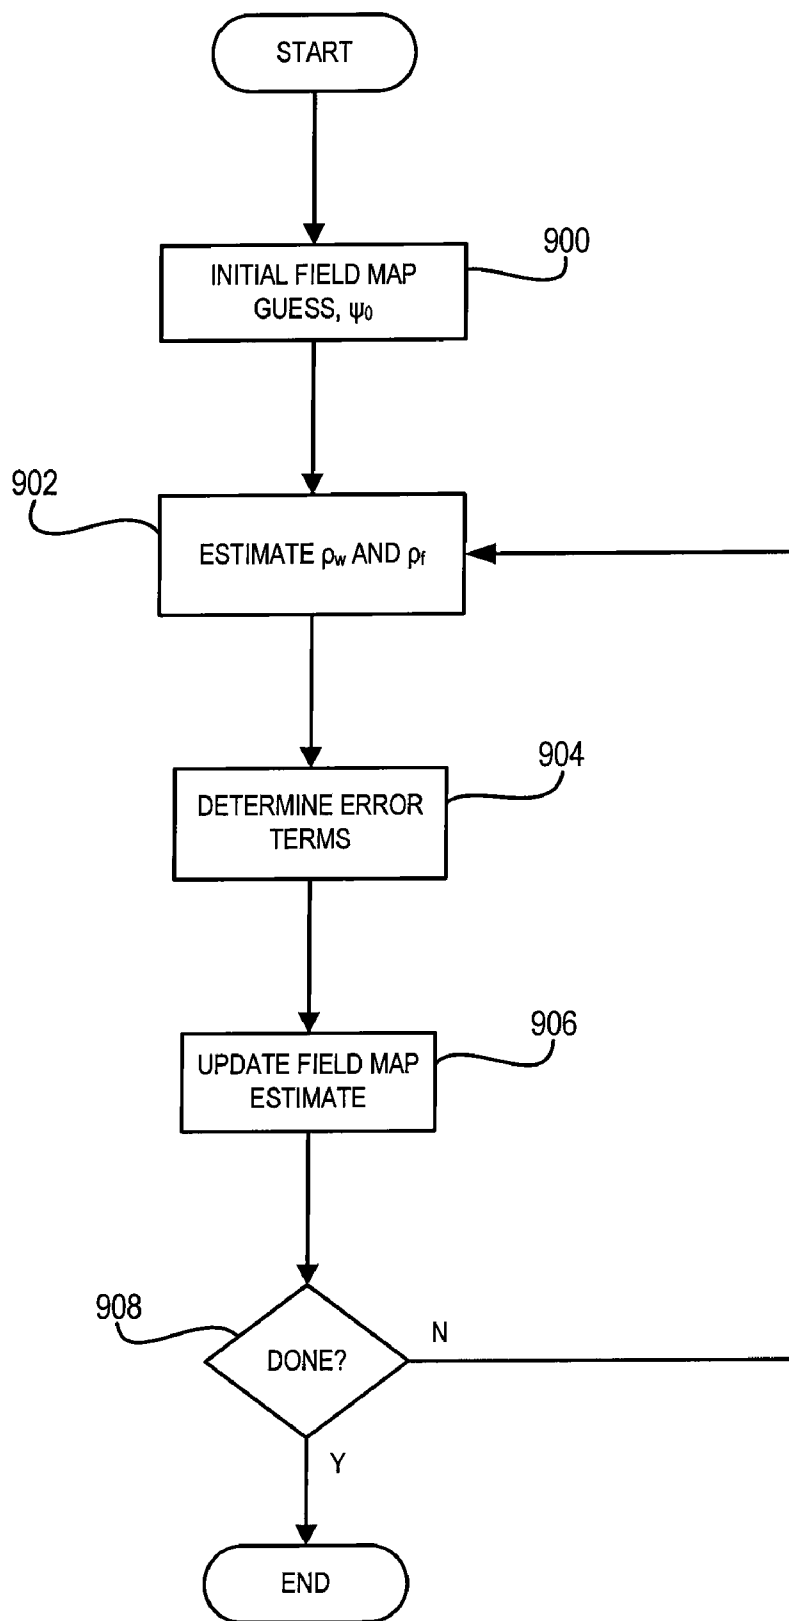 START
900
INITIAL FIELD MAP
GUESS, ψ₀
902
ESTIMATE ρw AND ρf
904
DETERMINE ERROR
TERMS
906
UPDATE FIELD MAP
ESTIMATE
908
DONE?
N
Y
END